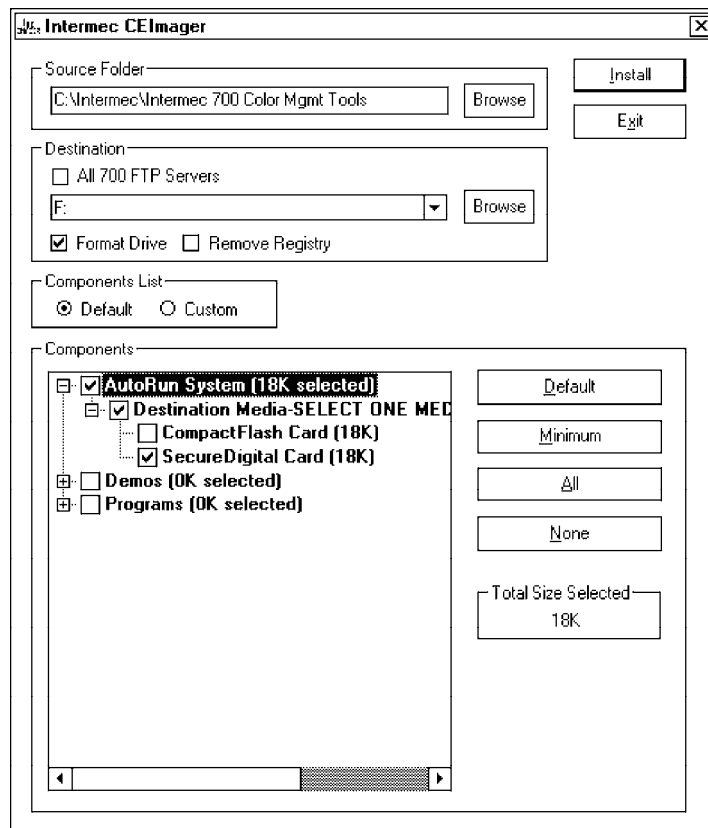 Intermec CEImager
Source Folder
C:\Intermec\Intermec 700 Color Mgmt Tools
Browse
Install
Exit
Destination
All 700 FTP Servers
F:
Browse
Format Drive
Remove Registry
Components List
Default
Custom
Components
AutoRun System (18K selected)
Destination Media-SELECT ONE MED
CompactFlash Card (18K)
SecureDigital Card (18K)
Demos (0K selected)
Programs (0K selected)
Default
Minimum
All
None
Total Size Selected
18K